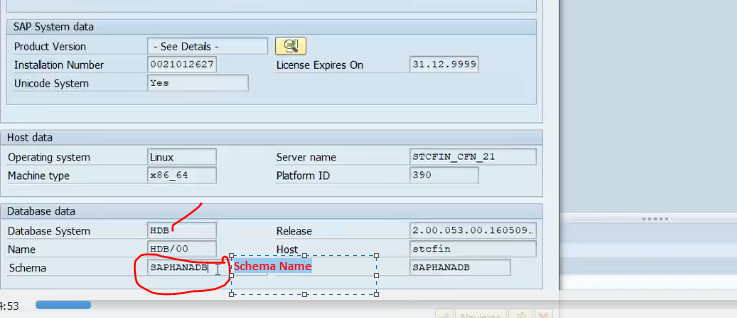 SAP System data
Product Version - See Details -
Installation Number 0021012627 License Expires On 31.12.9999
Unicode System Yes
Host data
Operating system Linux Server name STCFIN_CFN_21
Machine type x86_64 Platform ID 390
Database data
Database System HDB Release 2.00.053.00.160509…
Name HDB/00 Host stcfin
Schema SAPHANADB Schema Name SAPHANADB
4:53
Navigate